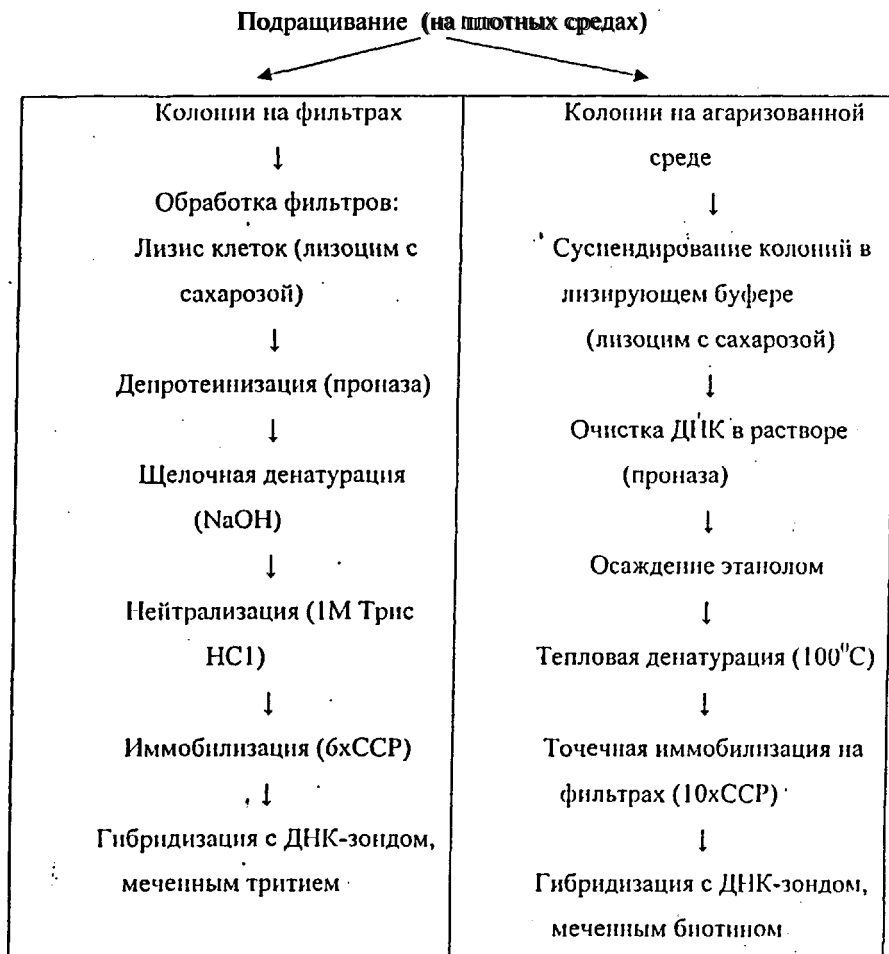 Подращивание (на плотных средах)
Колонии на фильтрах
↓
Обработка фильтров:
Лизис клеток (лизоцим с
сахарозой)
↓
Депротеинизация (проназа)
↓
Щелочная денатурация
(NaOH)
↓
Нейтрализация (1М Трис
НС1)
↓
Иммобилизация (6хССР)
↓
Гибридизация с ДНК-зондом,
меченным тритием
Колонии на агаризованной
среде
↓
Суспендирование колоний в
лизирующем буфере
(лизоцим с сахарозой)
↓
Очистка ДНК в растворе
(проназа)
↓
Осаждение этанолом
↓
Тепловая денатурация (100⁰С)
↓
Точечная иммобилизация на
фильтрах (10хССР)
↓
Гибридизация с ДНК-зондом,
меченным биотином